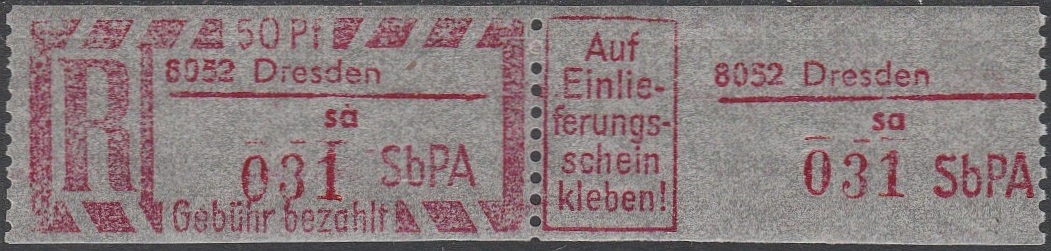 50 Pf
R
8052 Dresden
sa
031 SbPA
Gebühr bezahlt
Auf
Einlie-
ferungs-
schein
kleben!
8052 Dresden
sa
031 SbPA